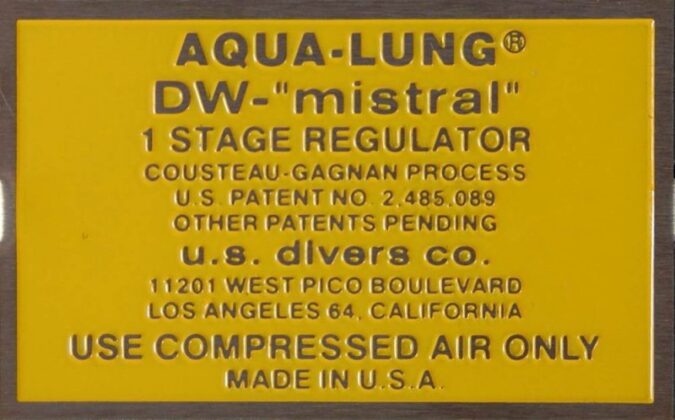 AQUA-LUNG®
DW-"mistral"
1 STAGE REGULATOR
COUSTEAU-GAGNAN PROCESS
U.S. PATENT NO. 2,485,089
OTHER PATENTS PENDING
u.s. divers co.
11201 WEST PICO BOULEVARD
LOS ANGELES 64, CALIFORNIA
USE COMPRESSED AIR ONLY
MADE IN U.S.A.